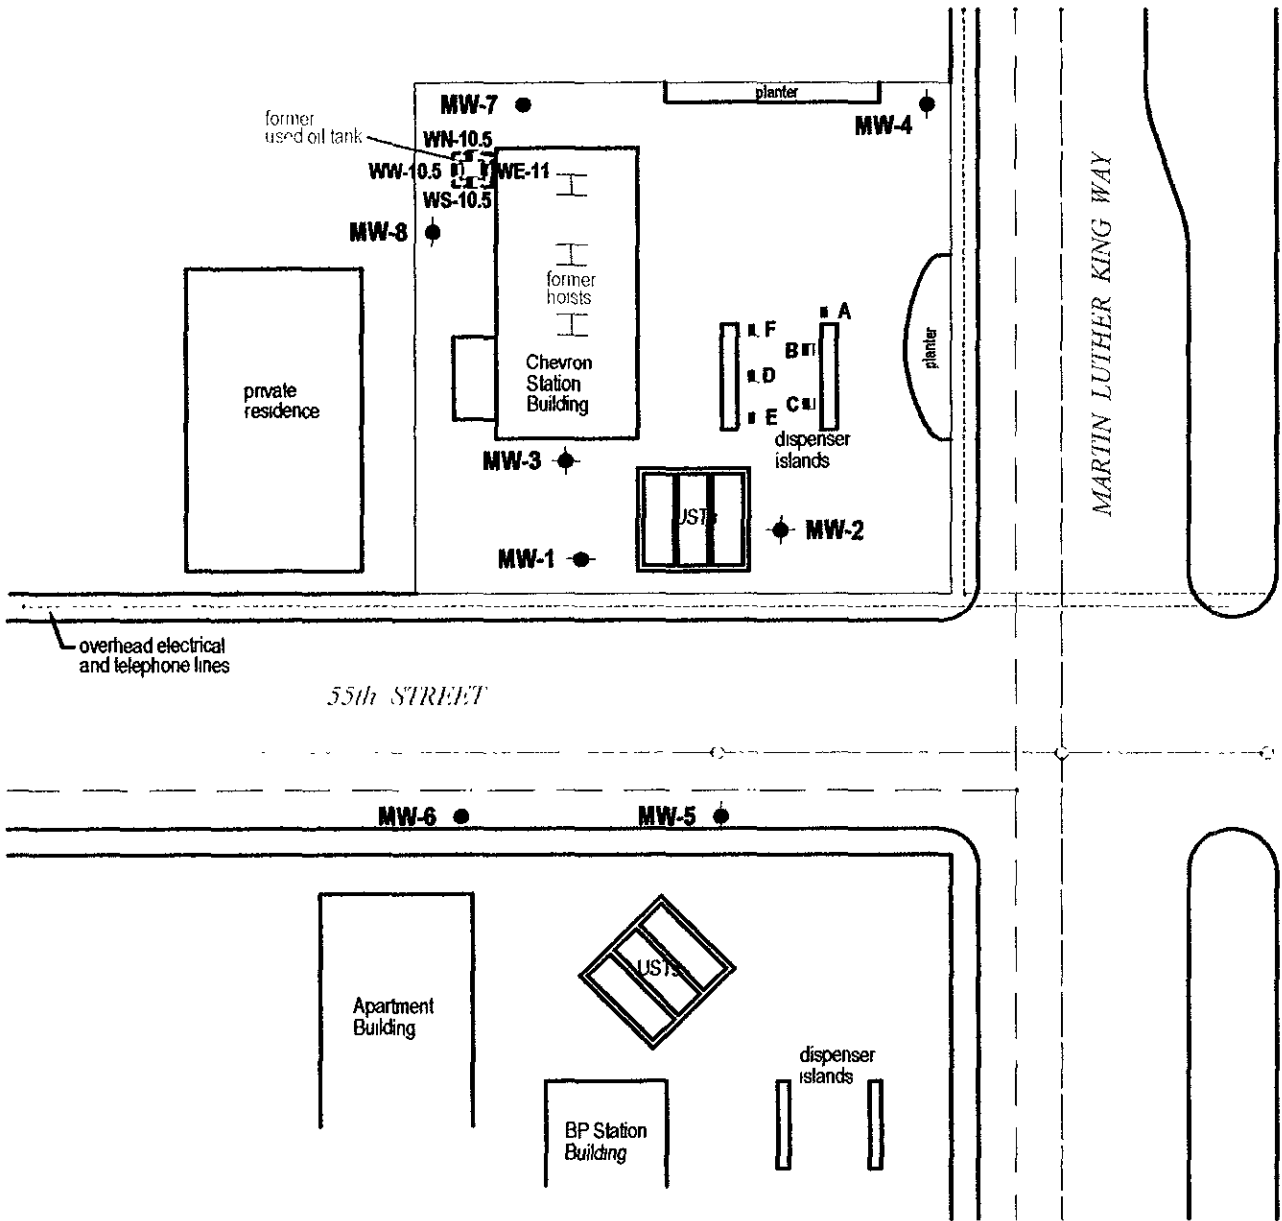 MW-7
planter
MW-4
former
used oil tank
WN-10.5
WW-10.5
WE-11
WS-10.5
MW-8
former
hoists
MARTIN LUTHER KING WAY
A
F
B
D
C
E
planter
private
residence
Chevron
Station
Building
dispenser
islands
MW-3
USTs
MW-2
MW-1
overhead electrical
and telephone lines
55th STREET
MW-6
MW-5
USTs
Apartment
Building
dispenser
islands
BP Station
Building